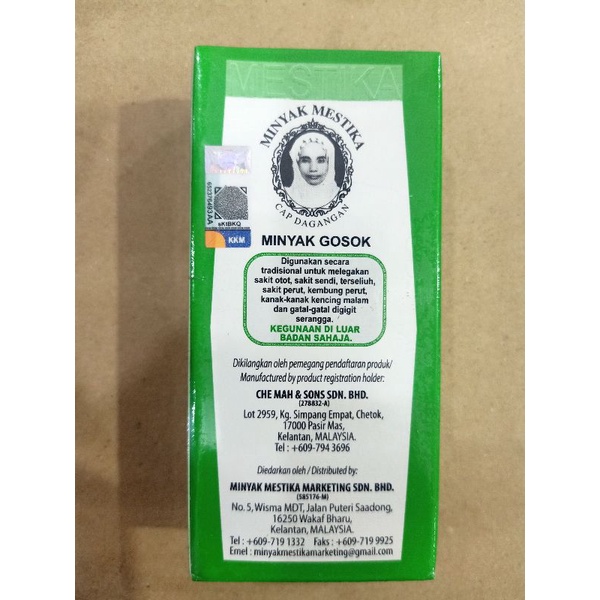 MESTIKA
MINYAK MESTIKA
CAP DAGANGAN
sKtBKQ
KKM
MINYAK GOSOK
Digunakan secara
tradisional untuk melegakan
sakit otot, sakit sendi, terseliuh,
sakit perut, kembung perut,
kanak-kanak kencing malam
dan gatal-gatal digigit
serangga.
KEGUNAAN DI LUAR
BADAN SAHAJA.
Dikilangkan oleh pemegang pendaftaran produk/
Manufactured by product registration holder:
CHE MAH & SONS SDN. BHD.
(278832-A)
Lot 2959, Kg. Simpang Empat, Chetok,
17000 Pasir Mas,
Kelantan, MALAYSIA.
Tel : +609-794 3696
Diedarkan oleh / Distributed by:
MINYAK MESTIKA MARKETING SDN. BHD.
(585176-M)
No. 5, Wisma MDT, Jalan Puteri Saadong,
16250 Wakaf Bharu,
Kelantan, MALAYSIA.
Tel : +609-719 1332 Faks : +609-719 9925
Emel : minyakmestikamarketing@gmail.com